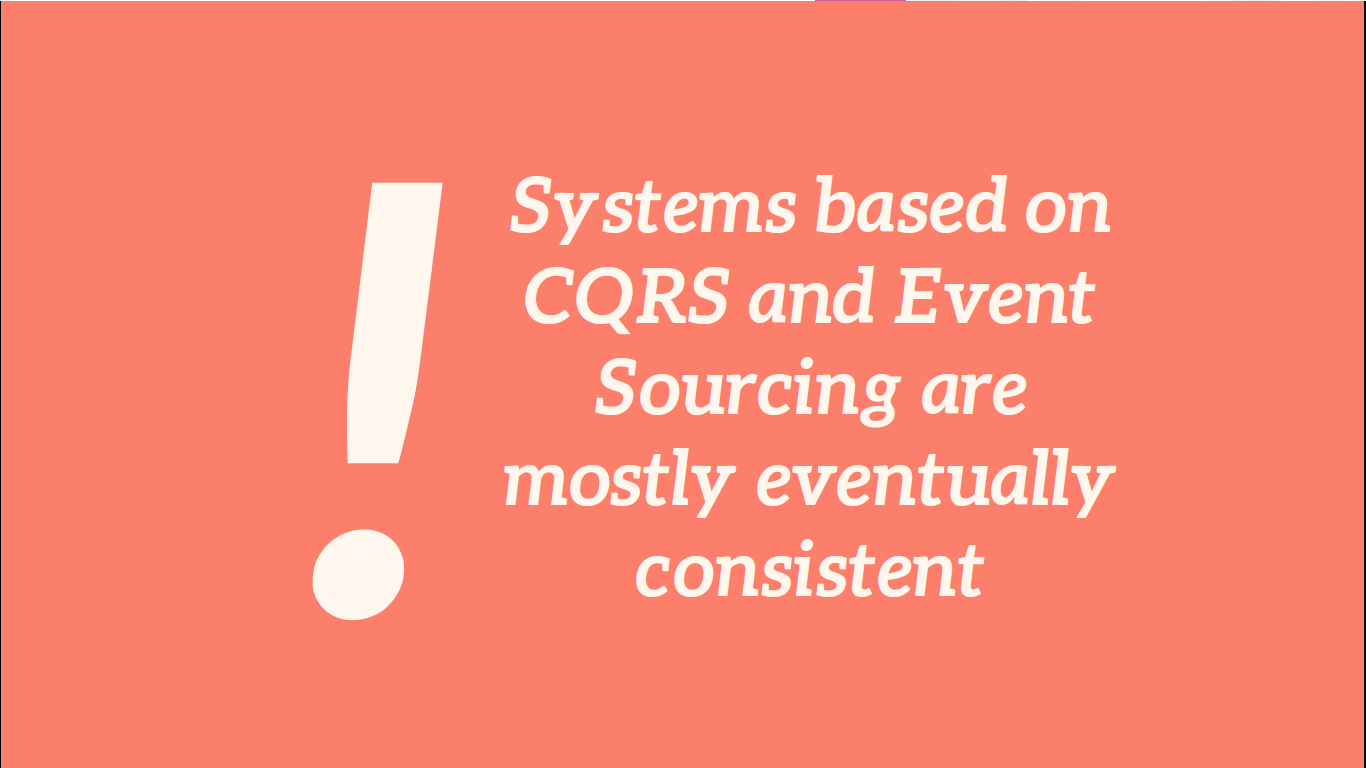 !
Systems based on
CQRS and Event
Sourcing are
mostly eventually
consistent